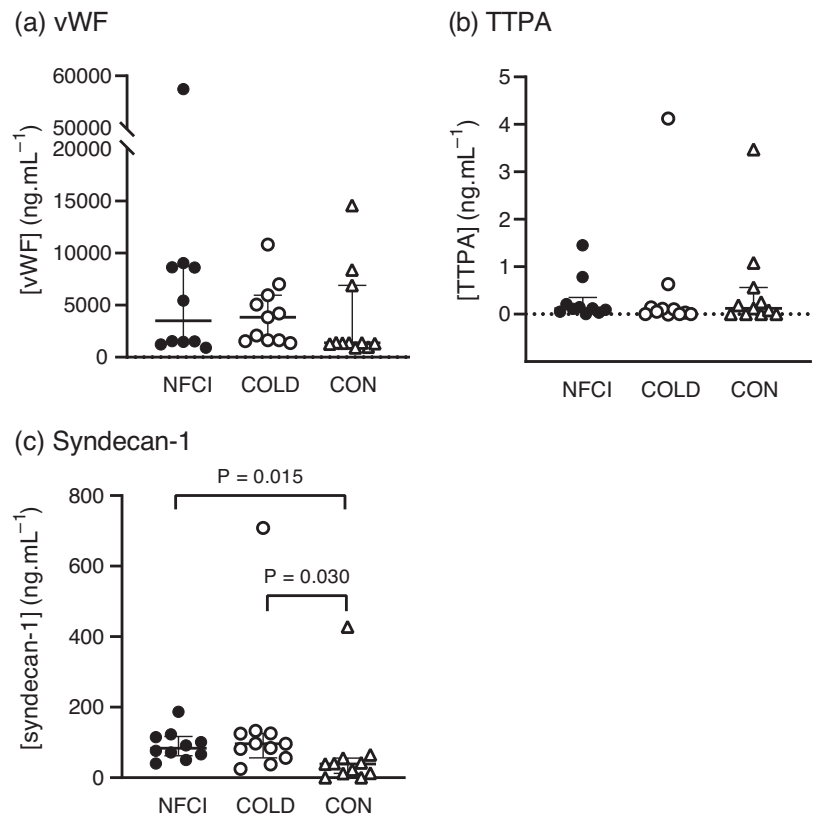 (a) vWF
[vWF] (ng.mL⁻¹)
60000
50000
20000
15000
10000
5000
0
NFCI COLD CON
(b) TTPA
[TTPA] (ng.mL⁻¹)
5
4
3
2
1
0
NFCI COLD CON
(c) Syndecan-1
[syndecan-1] (ng.mL⁻¹)
800
600
400
200
0
P = 0.015
P = 0.030
NFCI COLD CON